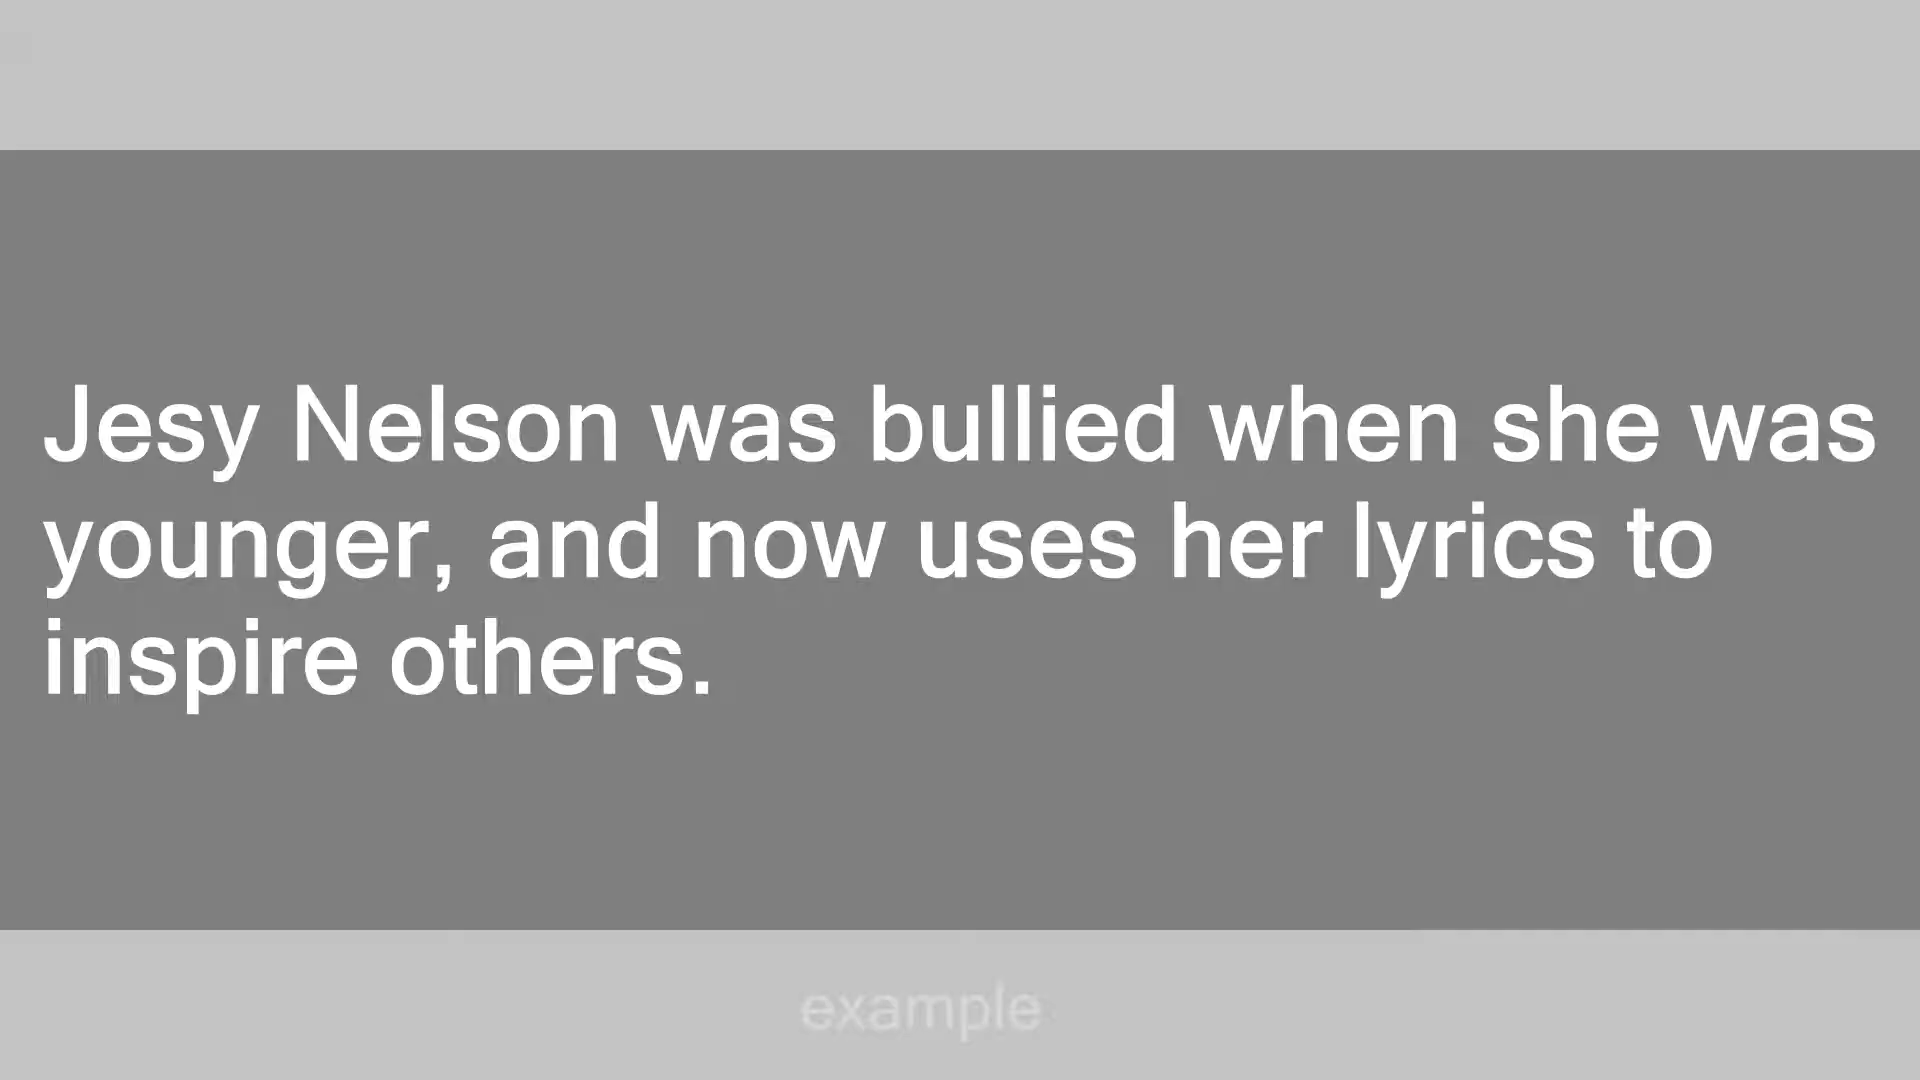 Jesy Nelson was bullied when she was
younger, and now uses her lyrics to
inspire others.
example